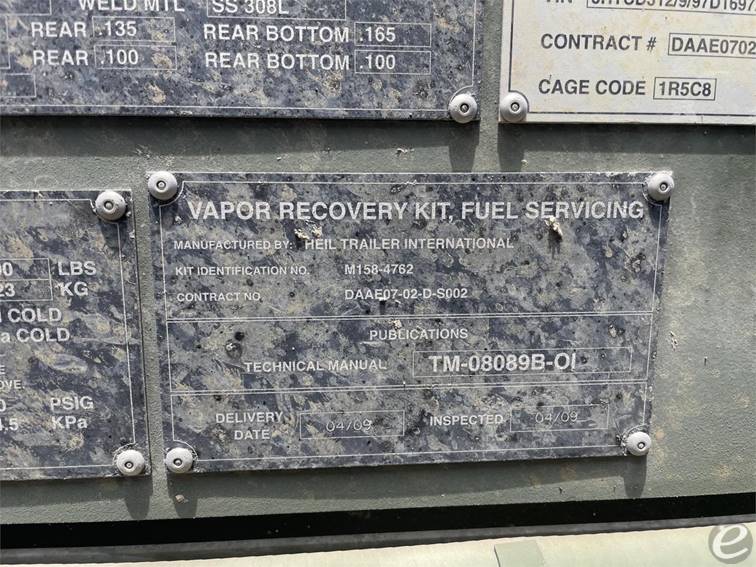 WELD MTL SS 308L
REAR .135 REAR BOTTOM .165
REAR .100 REAR BOTTOM .100
CONTRACT # DAAE0702
CAGE CODE 1R5C8
LBS
23 KG
COLD
COLD
PSIG
4.5 KPa
VAPOR RECOVERY KIT, FUEL SERVICING
MANUFACTURED BY: HEIL TRAILER INTERNATIONAL
KIT IDENTIFICATION NO. M158-4762
CONTRACT NO. DAAE07-02-D-S002
PUBLICATIONS
TECHNICAL MANUAL TM-08089B-OI
DELIVERY DATE 04/09 INSPECTED 04/09
e